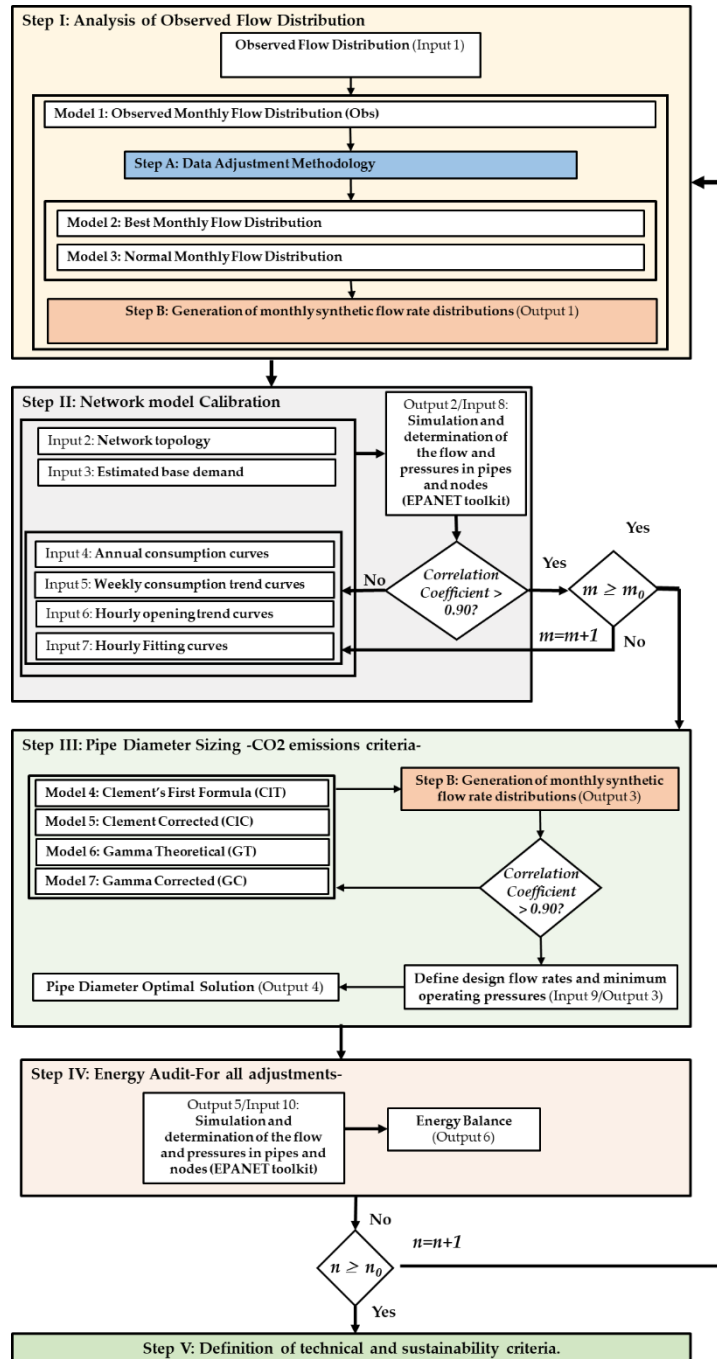 Step I: Analysis of Observed Flow Distribution
Observed Flow Distribution (Input 1)
Model 1: Observed Monthly Flow Distribution (Obs)
Step A: Data Adjustment Methodology
Model 2: Best Monthly Flow Distribution
Model 3: Normal Monthly Flow Distribution
Step B: Generation of monthly synthetic flow rate distributions (Output 1)
Step II: Network model Calibration
Input 2: Network topology
Input 3: Estimated base demand
Output 2/Input 8:
Simulation and
determination of
the flow and
pressures in pipes
and nodes
(EPANET toolkit)
Input 4: Annual consumption curves
Input 5: Weekly consumption trend curves
Input 6: Hourly opening trend curves
Input 7: Hourly Fitting curves
No
Correlation
Coefficient >
0.90?
Yes
Yes
m ≥ m0
m=m+1
No
Step III: Pipe Diameter Sizing -CO2 emissions criteria-
Model 4: Clement's First Formula (CIT)
Model 5: Clement Corrected (CIC)
Model 6: Gamma Theoretical (GT)
Model 7: Gamma Corrected (GC)
Step B: Generation of monthly synthetic
flow rate distributions (Output 3)
Correlation
Coefficient
> 0.90?
Pipe Diameter Optimal Solution (Output 4)
Define design flow rates and minimum
operating pressures (Input 9/Output 3)
Step IV: Energy Audit-For all adjustments-
Output 5/Input 10:
Simulation and
determination of the flow
and pressures in pipes and
nodes (EPANET toolkit)
Energy Balance
(Output 6)
No
n=n+1
n ≥ n0
Yes
Step V: Definition of technical and sustainability criteria.